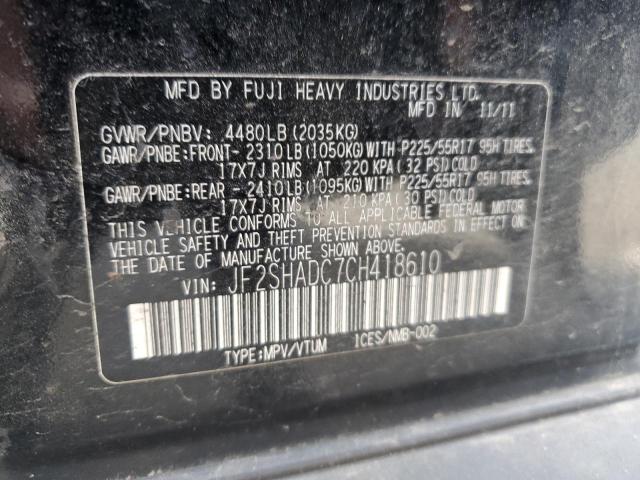 MFD BY FUJI HEAVY INDUSTRIES LTD.
MFD IN 11/11
GVWR/PNBV: 4480LB(2035KG)
GAWR/PNBE:FRONT- 2310LB(1050KG)WITH P225/55R17 95H TIRES,
17X7J RIMS AT 220 KPA(32 PSI)COLD
GAWR/PNBE:REAR - 2410LB(1095KG)WITH P225/55R17 95H TIRES,
17X7J RIMS AT 210 KPA(30 PSI)COLD
THIS VEHICLE CONFORMS TO ALL APPLICABLE FEDERAL MOTOR
VEHICLE SAFETY AND THEFT PREVENTION STANDARDS IN EFFECT ON
THE DATE OF MANUFACTURE SHOWN ABOVE.
VIN: JF2SHADC7CH418610
TYPE:MPV/VTUM ICES/NMB-002